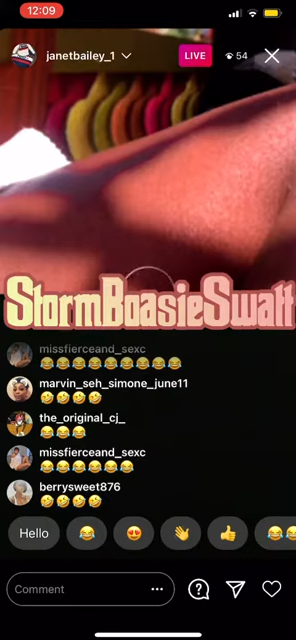 12:09
janetbailey_1
LIVE
54
StormBoasieSwatt
missfierceand_sexc
😂😂😂😂😂😂😂😂😂
marvin_seh_simone_june11
🤣🤣🤣🤣
the_original_cj_
😂😂😂
missfierceand_sexc
😂😂😂😂😂😂
berrysweet876
🤣🤣🤣🤣
Hello 😂 😍 👋 👍 😂😂
Comment